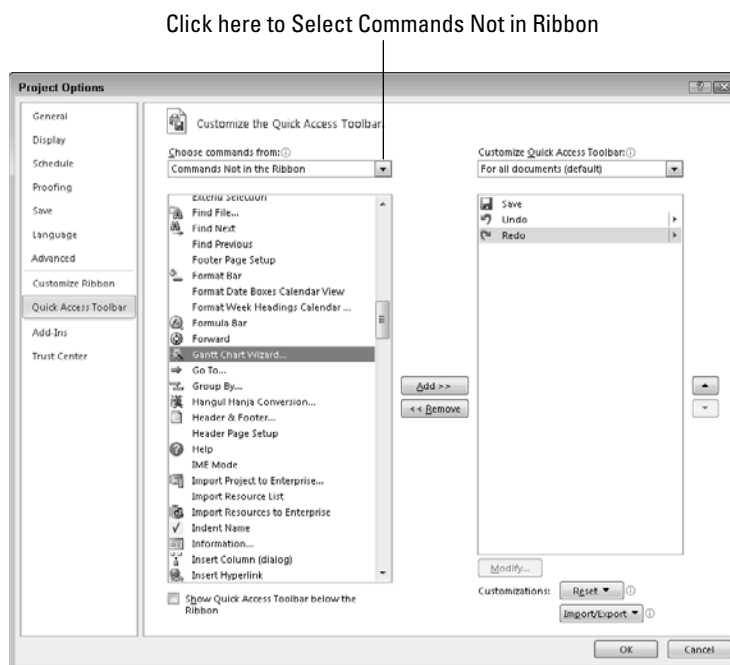 Click here to Select Commands Not in Ribbon
Project Options
General
Display
Schedule
Proofing
Save
Language
Advanced
Customize Ribbon
Quick Access Toolbar
Add-Ins
Trust Center
Customize the Quick Access Toolbar.
Choose commands from:
Commands Not in the Ribbon
Extend Selection
Find File...
Find Next
Find Previous
Footer Page Setup
Format Bar
Format Date Boxes Calendar View
Format Week Headings Calendar ...
Formula Bar
Forward
Gantt Chart Wizard...
Go To...
Group By...
Hangul Hanja Conversion...
Header & Footer...
Header Page Setup
Help
IME Mode
Import Project to Enterprise...
Import Resource List
Import Resources to Enterprise
Indent Name
Information...
Insert Column (dialog)
Insert Hyperlink
Show Quick Access Toolbar below the
Ribbon
Add >>
<< Remove
Customize Quick Access Toolbar:
For all documents (default)
Save
Undo
Redo
Modify...
Customizations:
Reset
Import/Export
OK
Cancel